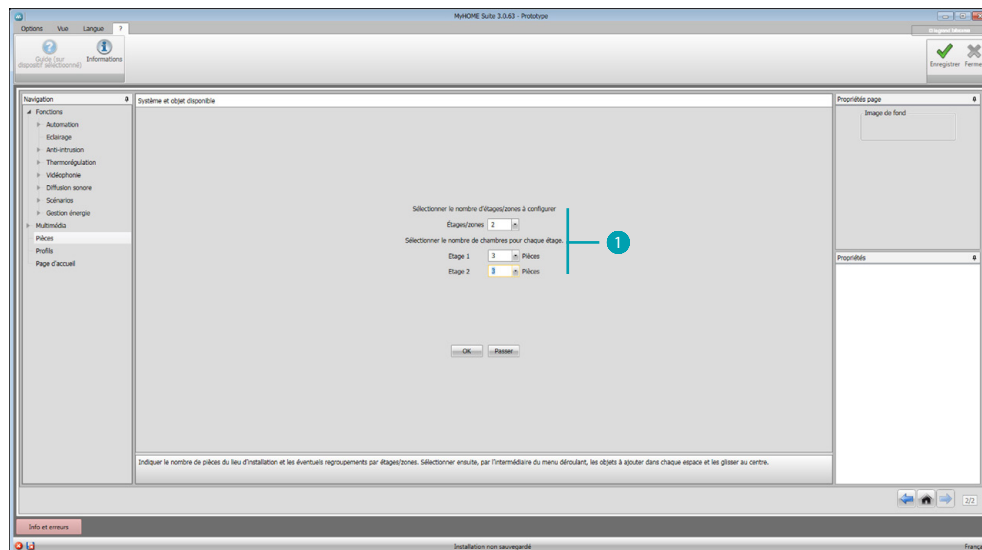 MyHOME Suite 3.0.63 - Prototype
Options Vue Langue ?
Guide (sur
dispositif sélectionné)
Informations
Enregistrer Ferme
Navigation
Fonctions
Automation
Eclairage
Anti-intrusion
Thermorégulation
Vidéophonie
Diffusion sonore
Scénarios
Gestion énergie
Multimédia
Pièces
Profils
Page d'accueil
Système et objet disponible
Sélectionner le nombre d'étages/zones à configurer
Étages/zones 2
Sélectionner le nombre de chambres pour chaque étage.
Etage 1 3 Pièces
Etage 2 3 Pièces
1
OK Passer
Indiquer le nombre de pièces du lieu d'installation et les éventuels regroupements par étages/zones. Sélectionner ensuite, par l'intermédiaire du menu déroulant, les objets à ajouter dans chaque espace et les glisser au centre.
Propriétés page
Image de fond
Propriétés
2/2
Info et erreurs
Installation non sauvegardé
França